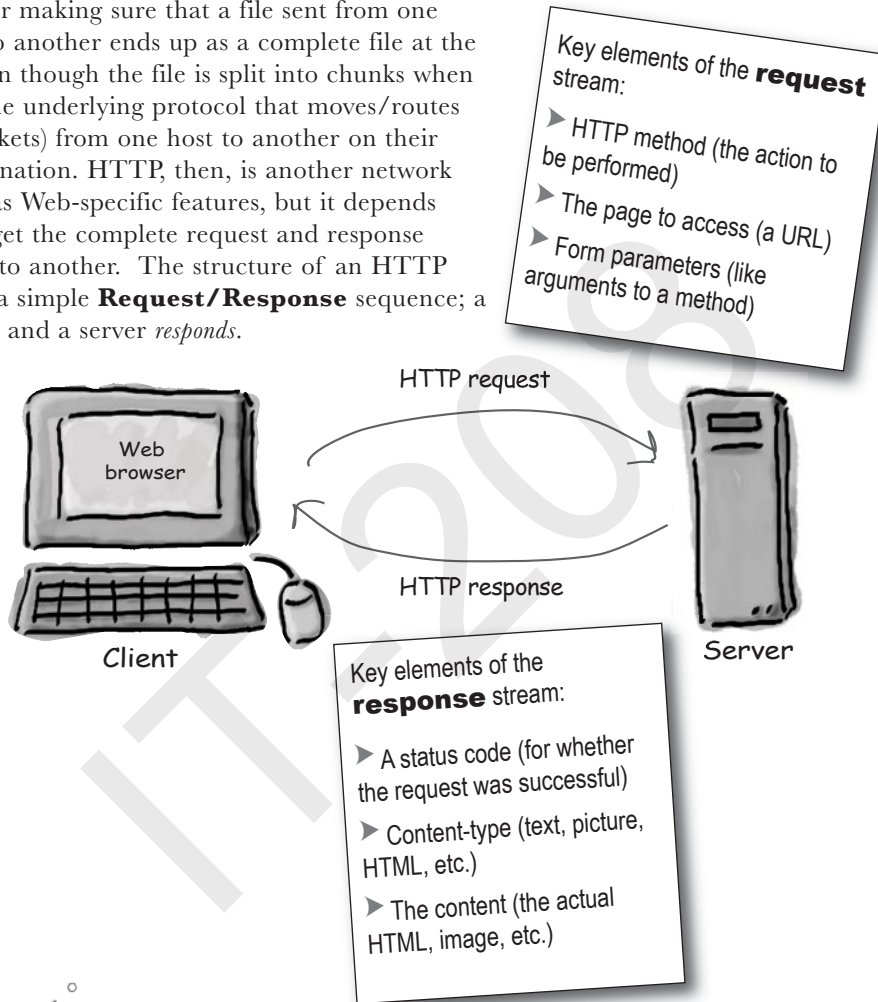 r making sure that a file sent from one
o another ends up as a complete file at the
n though the file is split into chunks when
e underlying protocol that moves/routes
kets) from one host to another on their
nation. HTTP, then, is another network
as Web-specific features, but it depends
get the complete request and response
to another. The structure of an HTTP
a simple Request/Response sequence; a
and a server responds.
Key elements of the request
stream:
➤ HTTP method (the action to
be performed)
➤ The page to access (a URL)
➤ Form parameters (like
arguments to a method)
HTTP request
Web
browser
HTTP response
Client
Server
Key elements of the
response stream:
➤ A status code (for whether
the request was successful)
➤ Content-type (text, picture,
HTML, etc.)
➤ The content (the actual
HTML, image, etc.)
IT-208